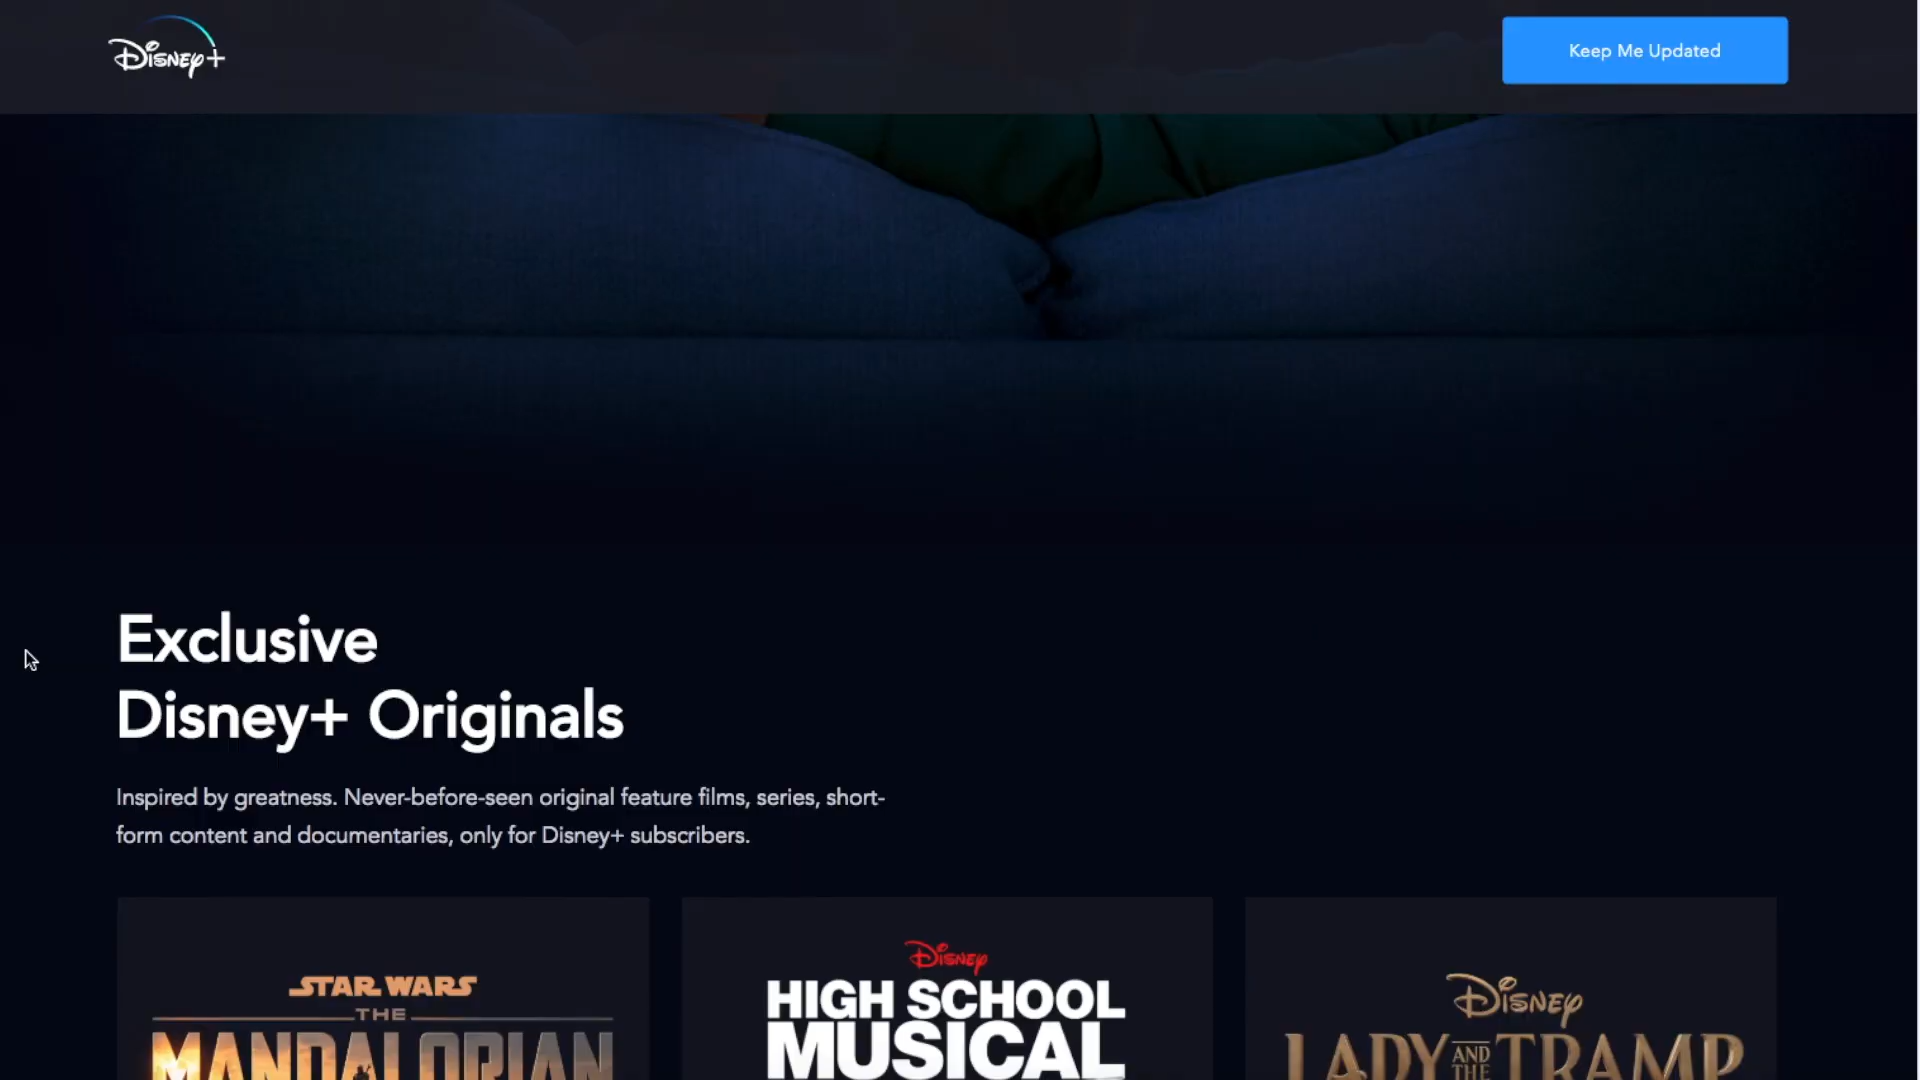 Disney+
Keep Me Updated
Exclusive
Disney+ Originals
Inspired by greatness. Never-before-seen original feature films, series, short-
form content and documentaries, only for Disney+ subscribers.
STAR WARS
THE
MANDALORIAN
Disney
HIGH SCHOOL
MUSICAL
Disney
LADY AND THE TRAMP